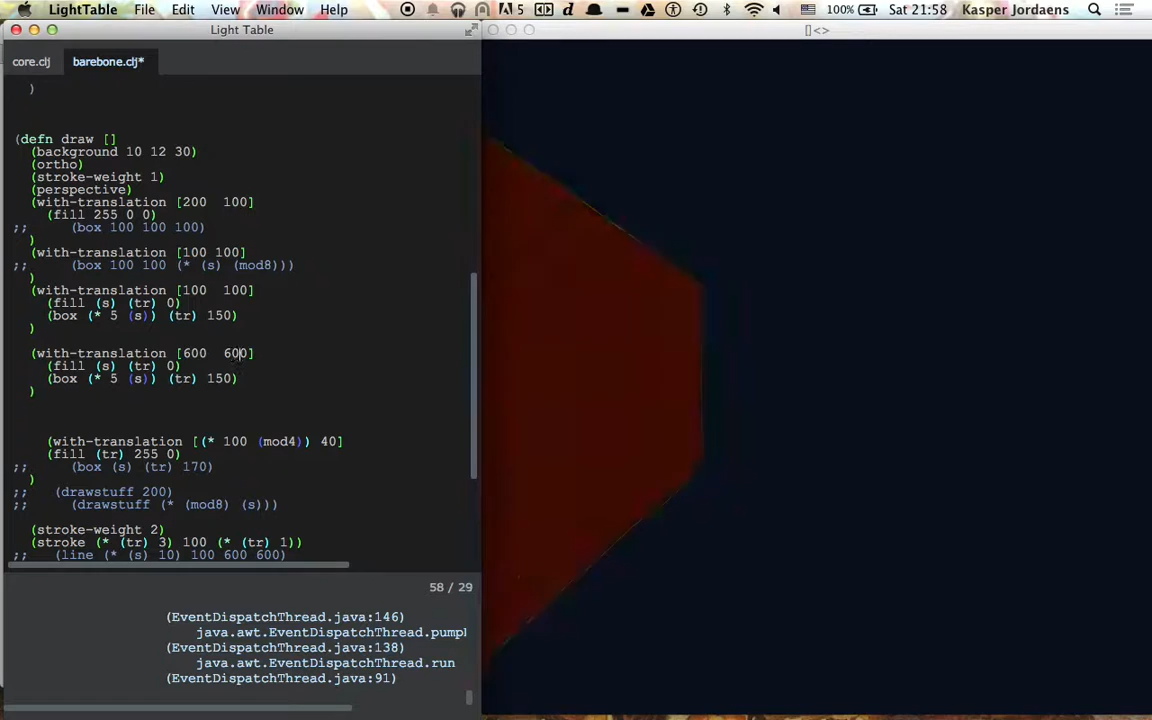 LightTable File Edit View Window Help 5 d 100% Sat 21:58 Kasper Jordaens
Light Table
[]<>
core.clj barebone.clj*
)
(defn draw []
(background 10 12 30)
(ortho)
(stroke-weight 1)
(perspective)
(with-translation [200 100]
(fill 255 0 0)
;; (box 100 100 100)
)
(with-translation [100 100]
;; (box 100 100 (* (s) (mod8)))
)
(with-translation [100 100]
(fill (s) (tr) 0)
(box (* 5 (s)) (tr) 150)
)
(with-translation [600 600]
(fill (s) (tr) 0)
(box (* 5 (s)) (tr) 150)
)
(with-translation [(* 100 (mod4)) 40]
(fill (tr) 255 0)
;; (box (s) (tr) 170)
)
;; (drawstuff 200)
;; (drawstuff (* (mod8) (s)))
(stroke-weight 2)
(stroke (* (tr) 3) 100 (* (tr) 1))
;; (line (* (s) 10) 100 600 600)
58 / 29
(EventDispatchThread.java:146)
java.awt.EventDispatchThread.pump
(EventDispatchThread.java:138)
java.awt.EventDispatchThread.run
(EventDispatchThread.java:91)